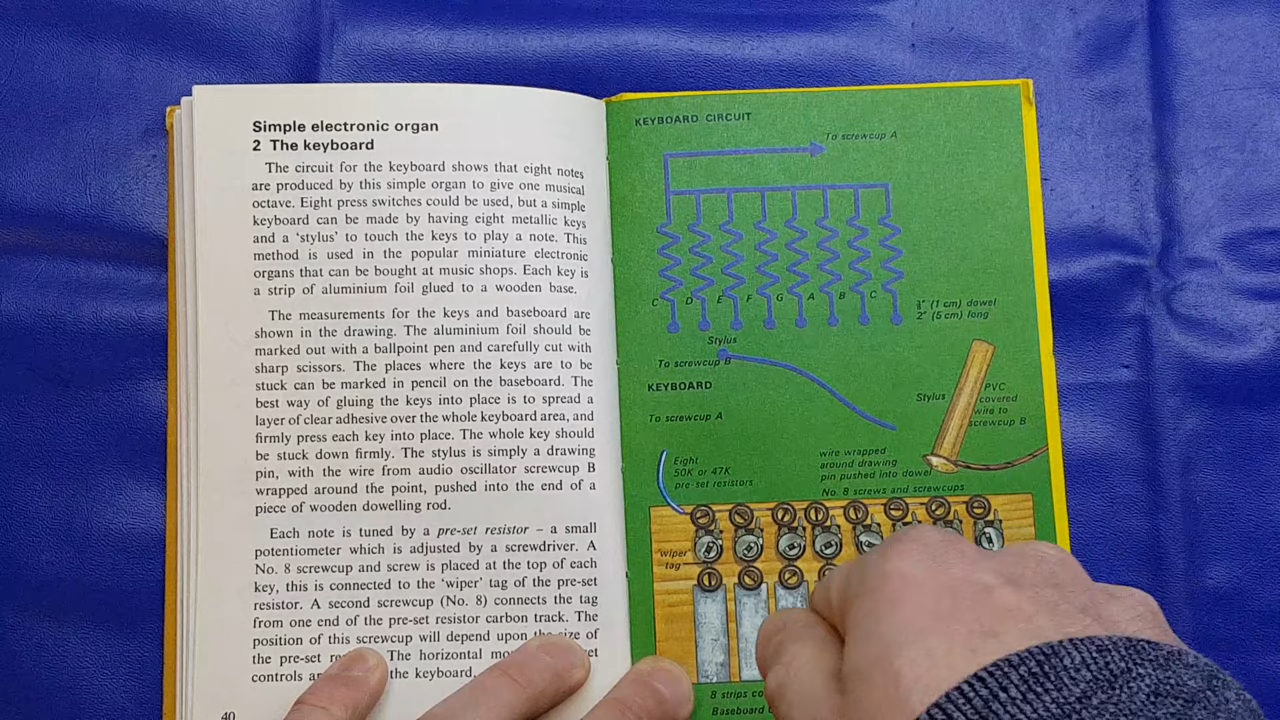 Simple electronic organ
2 The keyboard
The circuit for the keyboard shows that eight notes
are produced by this simple organ to give one musical
octave. Eight press switches could be used, but a simple
keyboard can be made by having eight metallic keys
and a ‘stylus’ to touch the keys to play a note. This
method is used in the popular miniature electronic
organs that can be bought at music shops. Each key is
a strip of aluminium foil glued to a wooden base.
The measurements for the keys and baseboard are
shown in the drawing. The aluminium foil should be
marked out with a ballpoint pen and carefully cut with
sharp scissors. The places where the keys are to be
stuck can be marked in pencil on the baseboard. The
best way of gluing the keys into place is to spread a
layer of clear adhesive over the whole keyboard area, and
firmly press each key into place. The whole key should
be stuck down firmly. The stylus is simply a drawing
pin, with the wire from audio oscillator screwcup B
wrapped around the point, pushed into the end of a
piece of wooden dowelling rod.
Each note is tuned by a pre-set resistor – a small
potentiometer which is adjusted by a screwdriver. A
No. 8 screwcup and screw is placed at the top of each
key, this is connected to the ‘wiper’ tag of the pre-set
resistor. A second screwcup (No. 8) connects the tag
from one end of the pre-set resistor carbon track. The
position of this screwcup will depend upon the size of
the pre-set The horizontal
controls the keyboard.
40
KEYBOARD CIRCUIT
To screwcup A
C D E F G A B C
¾" (1 cm) dowel
2" (5 cm) long
Stylus
To screwcup B
KEYBOARD
To screwcup A
Stylus
PVC
covered
wire to
screwcup B
Eight
50K or 47K
pre-set resistors
wire wrapped
around drawing
pin pushed into dowel
No. 8 screws and screwcups
'wiper'
tag
8 strips
Baseboard